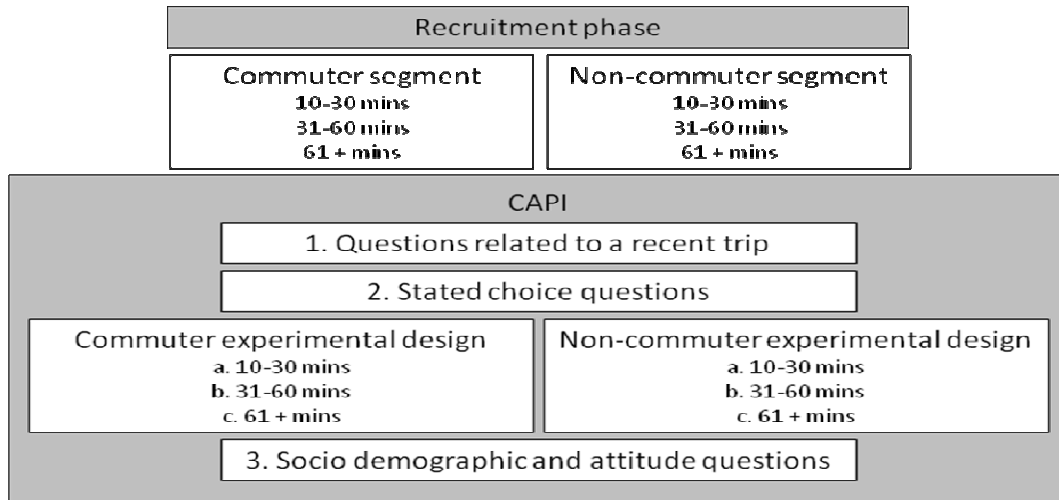 Recruitment phase
Commuter segment
10-30 mins
31-60 mins
61 + mins
Non-commuter segment
10-30 mins
31-60 mins
61 + mins
CAPI
1. Questions related to a recent trip
2. Stated choice questions
Commuter experimental design
a. 10-30 mins
b. 31-60 mins
c. 61 + mins
Non-commuter experimental design
a. 10-30 mins
b. 31-60 mins
c. 61 + mins
3. Socio demographic and attitude questions